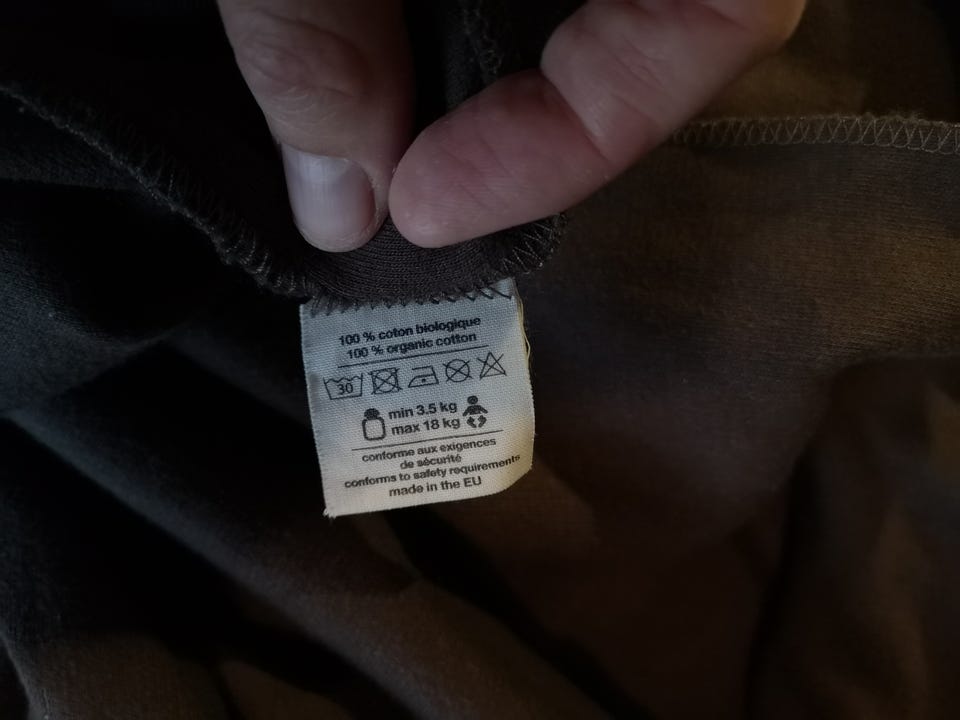 100 % coton biologique
100 % organic cotton
30
min 3.5 kg
max 18 kg
conforme aux exigences
de sécurité
conforms to safety requirements
made in the EU